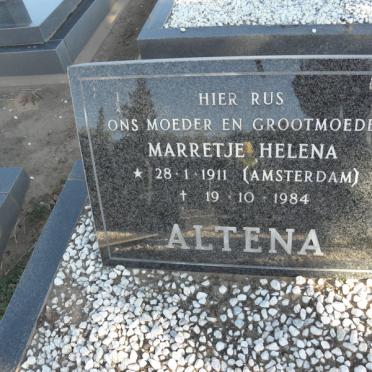 HIER RUS
ONS MOEDER EN GROOTMOEDE
MARRETJE HELENA
★ 28 · 1 · 1911 (AMSTERDAM)
† 19 · 10 · 1984
ALTENA